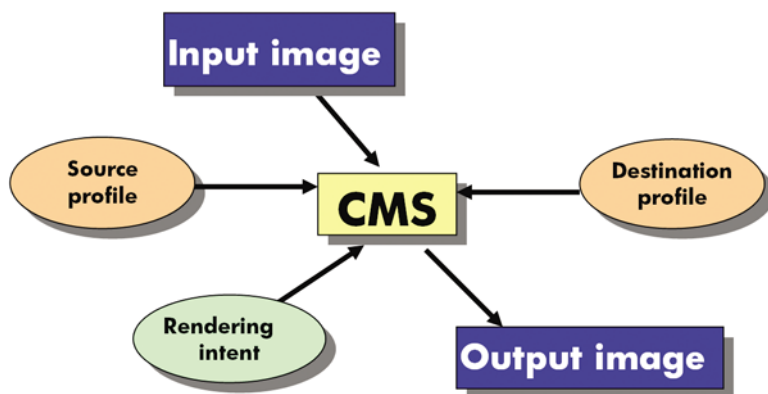 Input image
Source
profile
Destination
profile
CMS
Rendering
intent
Output image